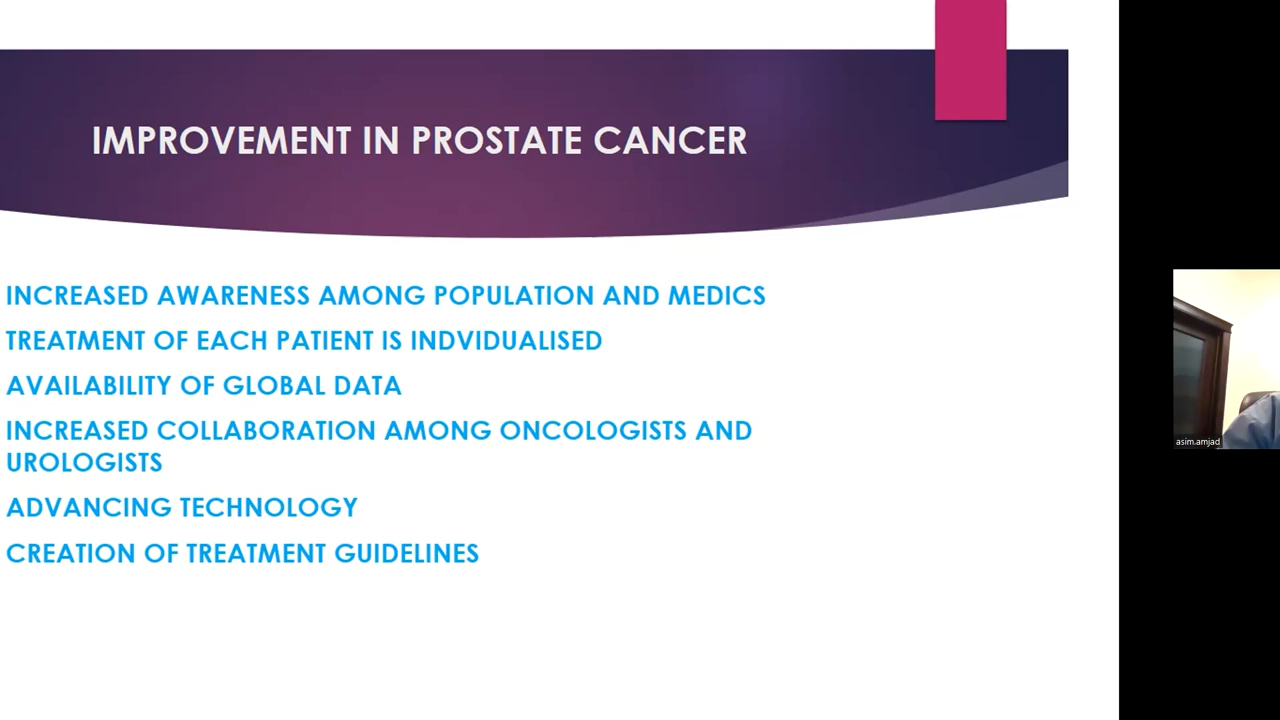 IMPROVEMENT IN PROSTATE CANCER
INCREASED AWARENESS AMONG POPULATION AND MEDICS
TREATMENT OF EACH PATIENT IS INDVIDUALISED
AVAILABILITY OF GLOBAL DATA
INCREASED COLLABORATION AMONG ONCOLOGISTS AND
UROLOGISTS
ADVANCING TECHNOLOGY
CREATION OF TREATMENT GUIDELINES
asim.amjad